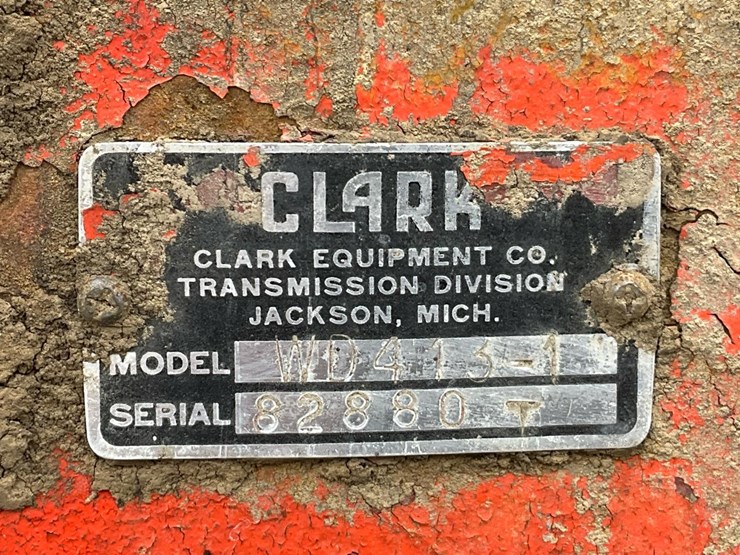 CLARK
CLARK EQUIPMENT CO.
TRANSMISSION DIVISION
JACKSON, MICH.
MODEL WD413-1
SERIAL 82880 T